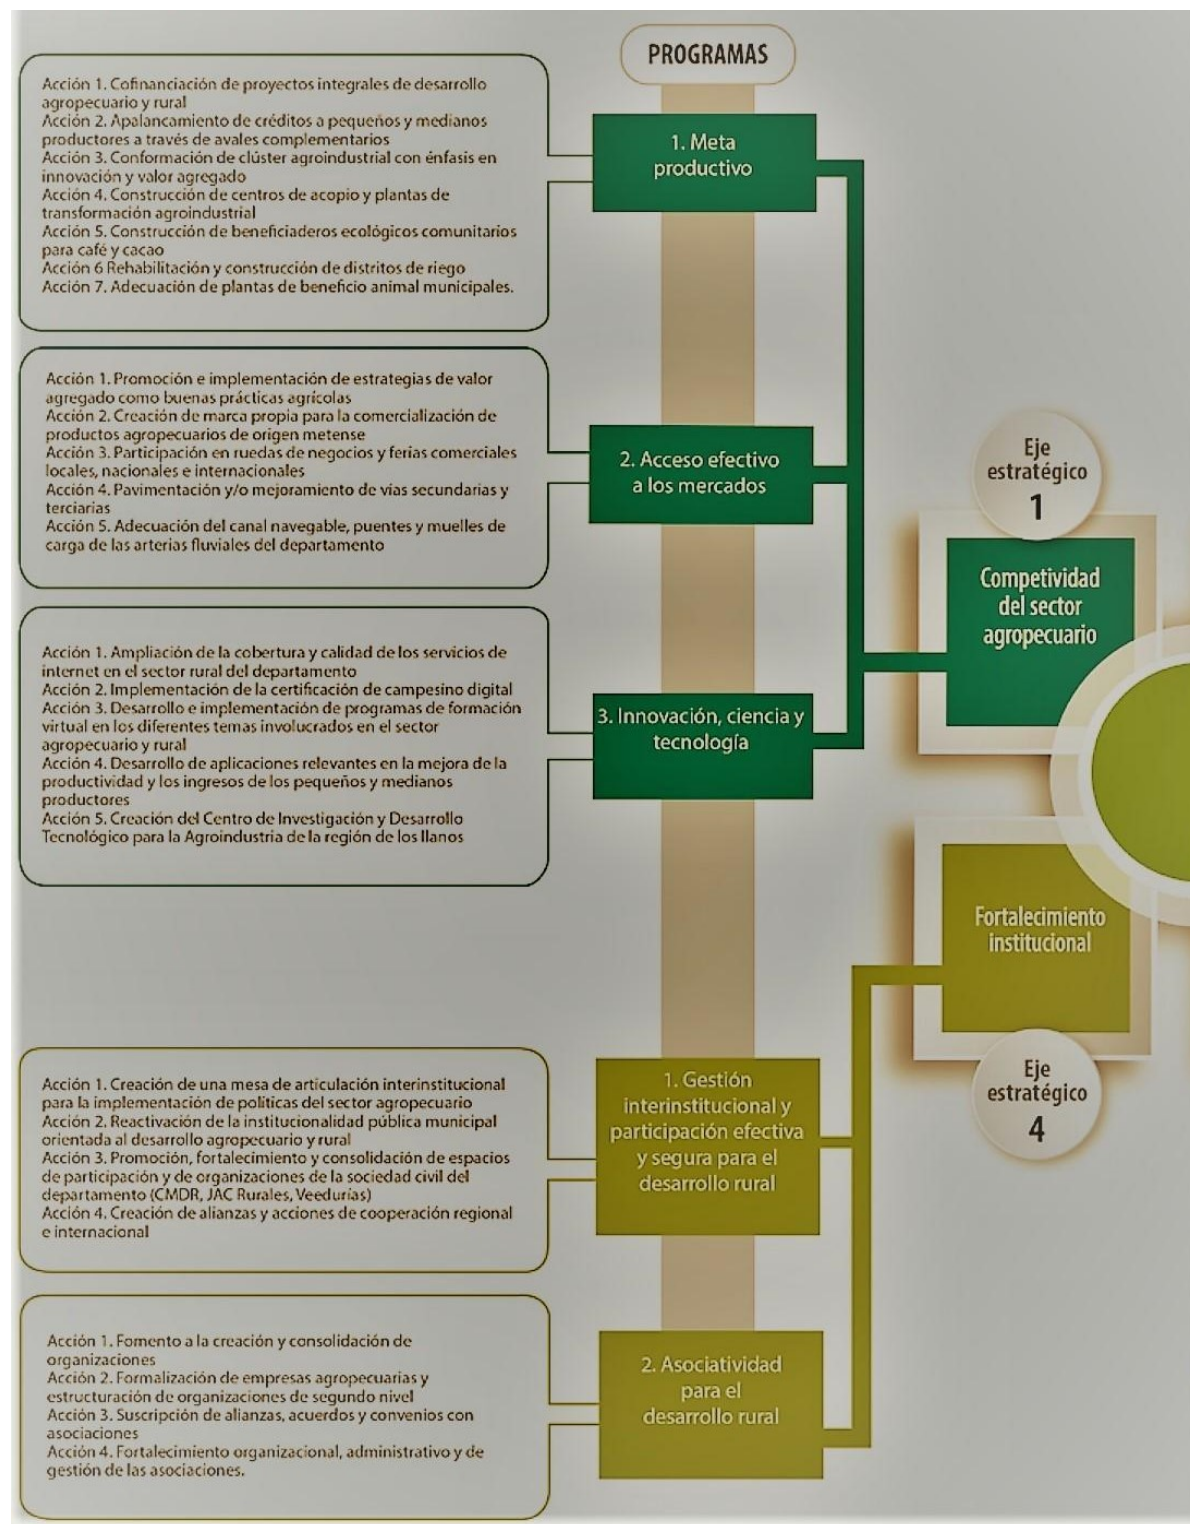 PROGRAMAS
Acción 1. Cofinanciación de proyectos integrales de desarrollo
agropecuario y rural
Acción 2. Apalancamiento de créditos a pequeños y medianos
productores a través de avales complementarios
Acción 3. Conformación de clúster agroindustrial con énfasis en
innovación y valor agregado
Acción 4. Construcción de centros de acopio y plantas de
transformación agroindustrial
Acción 5. Construcción de beneficiaderos ecológicos comunitarios
para café y cacao
Acción 6 Rehabilitación y construcción de distritos de riego
Acción 7. Adecuación de plantas de beneficio animal municipales.
1. Meta
productivo
Acción 1. Promoción e implementación de estrategias de valor
agregado como buenas prácticas agrícolas
Acción 2. Creación de marca propia para la comercialización de
productos agropecuarios de origen metense
Acción 3. Participación en ruedas de negocios y ferias comerciales
locales, nacionales e internacionales
Acción 4. Pavimentación y/o mejoramiento de vías secundarias y
terciarias
Acción 5. Adecuación del canal navegable, puentes y muelles de
carga de las arterias fluviales del departamento
2. Acceso efectivo
a los mercados
Eje
estratégico
1
Competividad
del sector
agropecuario
Acción 1. Ampliación de la cobertura y calidad de los servicios de
internet en el sector rural del departamento
Acción 2. Implementación de la certificación de campesino digital
Acción 3. Desarrollo e implementación de programas de formación
virtual en los diferentes temas involucrados en el sector
agropecuario y rural
Acción 4. Desarrollo de aplicaciones relevantes en la mejora de la
productividad y los ingresos de los pequeños y medianos
productores
Acción 5. Creación del Centro de Investigación y Desarrollo
Tecnológico para la Agroindustria de la región de los llanos
3. Innovación, ciencia y
tecnología
Fortalecimiento
institucional
Eje
estratégico
4
Acción 1. Creación de una mesa de articulación interinstitucional
para la implementación de políticas del sector agropecuario
Acción 2. Reactivación de la institucionalidad pública municipal
orientada al desarrollo agropecuario y rural
Acción 3. Promoción, fortalecimiento y consolidación de espacios
de participación y de organizaciones de la sociedad civil del
departamento (CMDR, JAC Rurales, Veedurías)
Acción 4. Creación de alianzas y acciones de cooperación regional
e internacional
1. Gestión
interinstitucional y
participación efectiva
y segura para el
desarrollo rural
Acción 1. Fomento a la creación y consolidación de
organizaciones
Acción 2. Formalización de empresas agropecuarias y
estructuración de organizaciones de segundo nivel
Acción 3. Suscripción de alianzas, acuerdos y convenios con
asociaciones
Acción 4. Fortalecimiento organizacional, administrativo y de
gestión de las asociaciones.
2. Asociatividad
para el
desarrollo rural